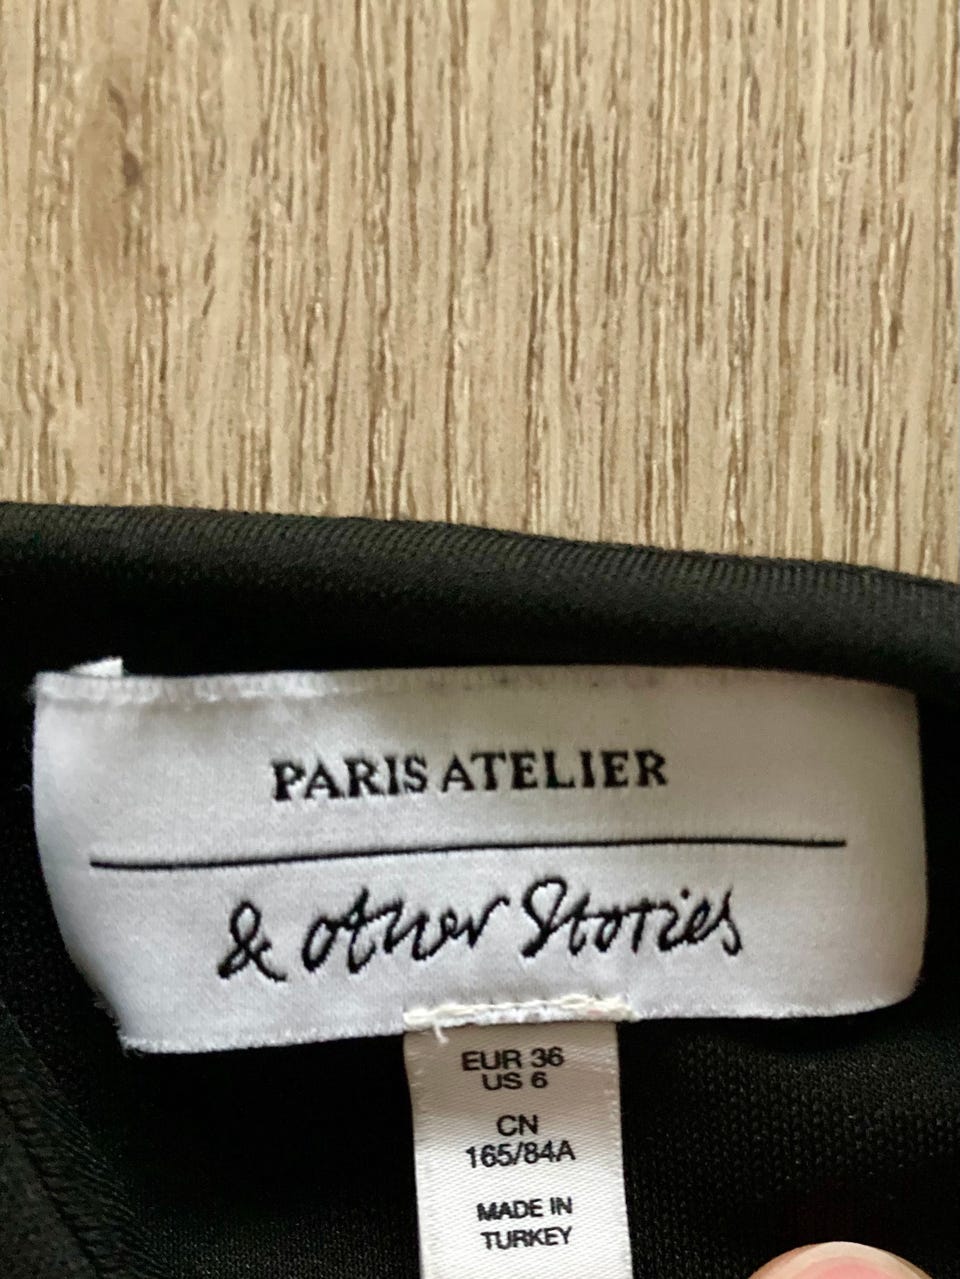 PARIS ATELIER
& other Stories
EUR 36
US 6
CN
165/84A
MADE IN
TURKEY